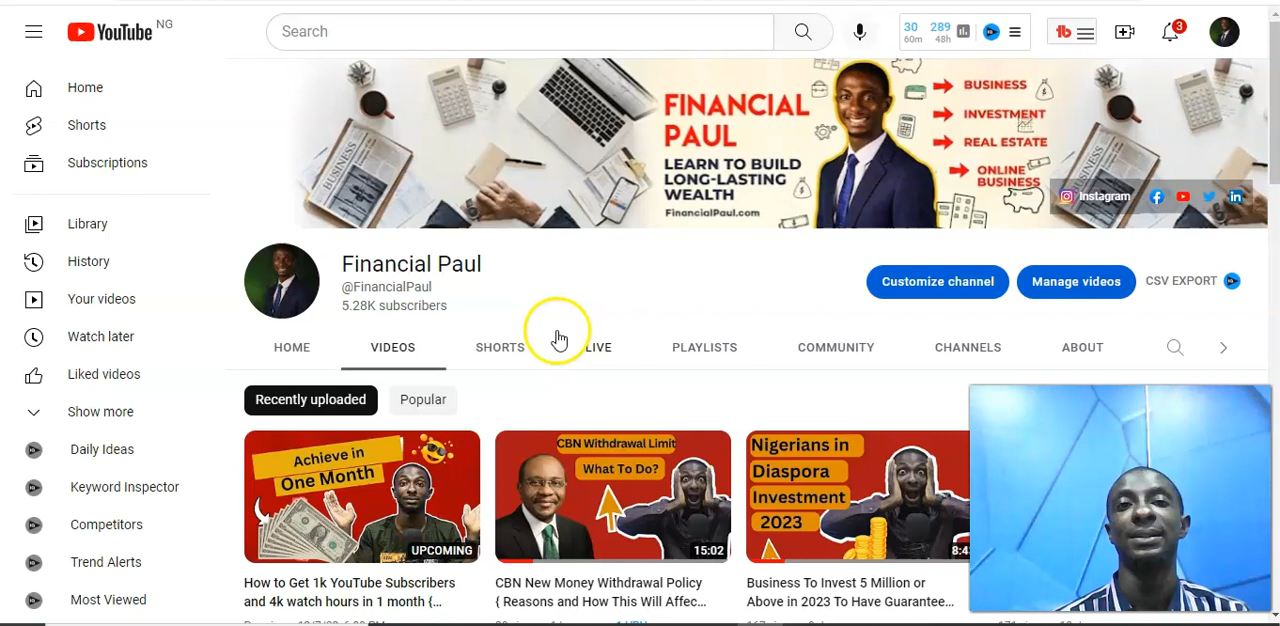 YouTube NG
Search
30 289
60m 48h
tb
3
Home
Shorts
Subscriptions
Library
History
Your videos
Watch later
Liked videos
Show more
Daily Ideas
Keyword Inspector
Competitors
Trend Alerts
Most Viewed
BUSINESS
FINANCIAL
PAUL
LEARN TO BUILD
LONG-LASTING
WEALTH
FinancialPaul.com
BUSINESS
INVESTMENT
REAL ESTATE
ONLINE
BUSINESS
Instagram
Financial Paul
@FinancialPaul
5.28K subscribers
Customize channel
Manage videos
CSV EXPORT
HOME
VIDEOS
SHORTS
LIVE
PLAYLISTS
COMMUNITY
CHANNELS
ABOUT
Recently uploaded
Popular
Achieve in
One Month
UPCOMING
CBN Withdrawal Limit
What To Do?
15:02
Nigerians in
Diaspora
Investment
2023
How to Get 1k YouTube Subscribers
and 4k watch hours in 1 month {...
CBN New Money Withdrawal Policy
{ Reasons and How This Will Affec...
Business To Invest 5 Million or
Above in 2023 To Have Guarantee...